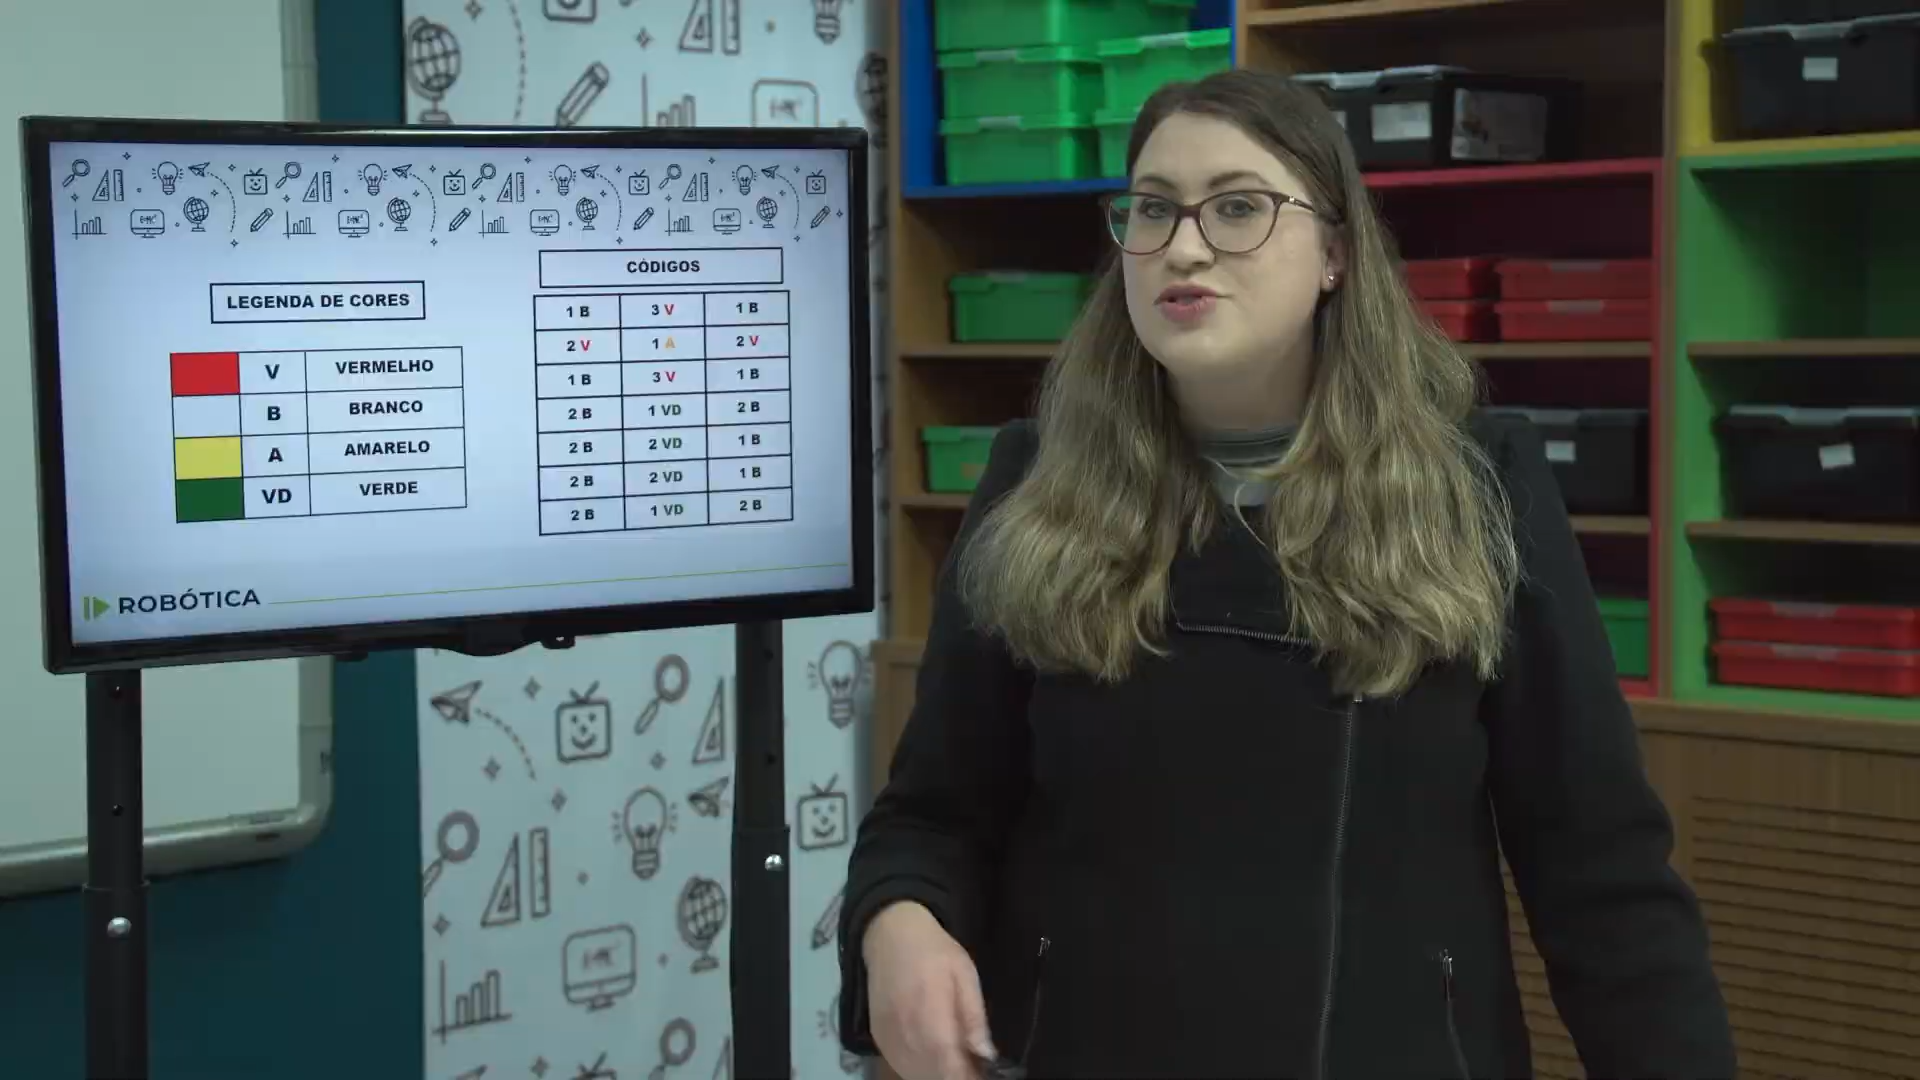 LEGENDA DE CORES
V VERMELHO
B BRANCO
A AMARELO
VD VERDE
CÓDIGOS
1 B 3 V 1 B
2 V 1 A 2 V
1 B 3 V 1 B
2 B 1 VD 2 B
2 B 2 VD 1 B
2 B 2 VD 1 B
2 B 1 VD 2 B
ROBÓTICA